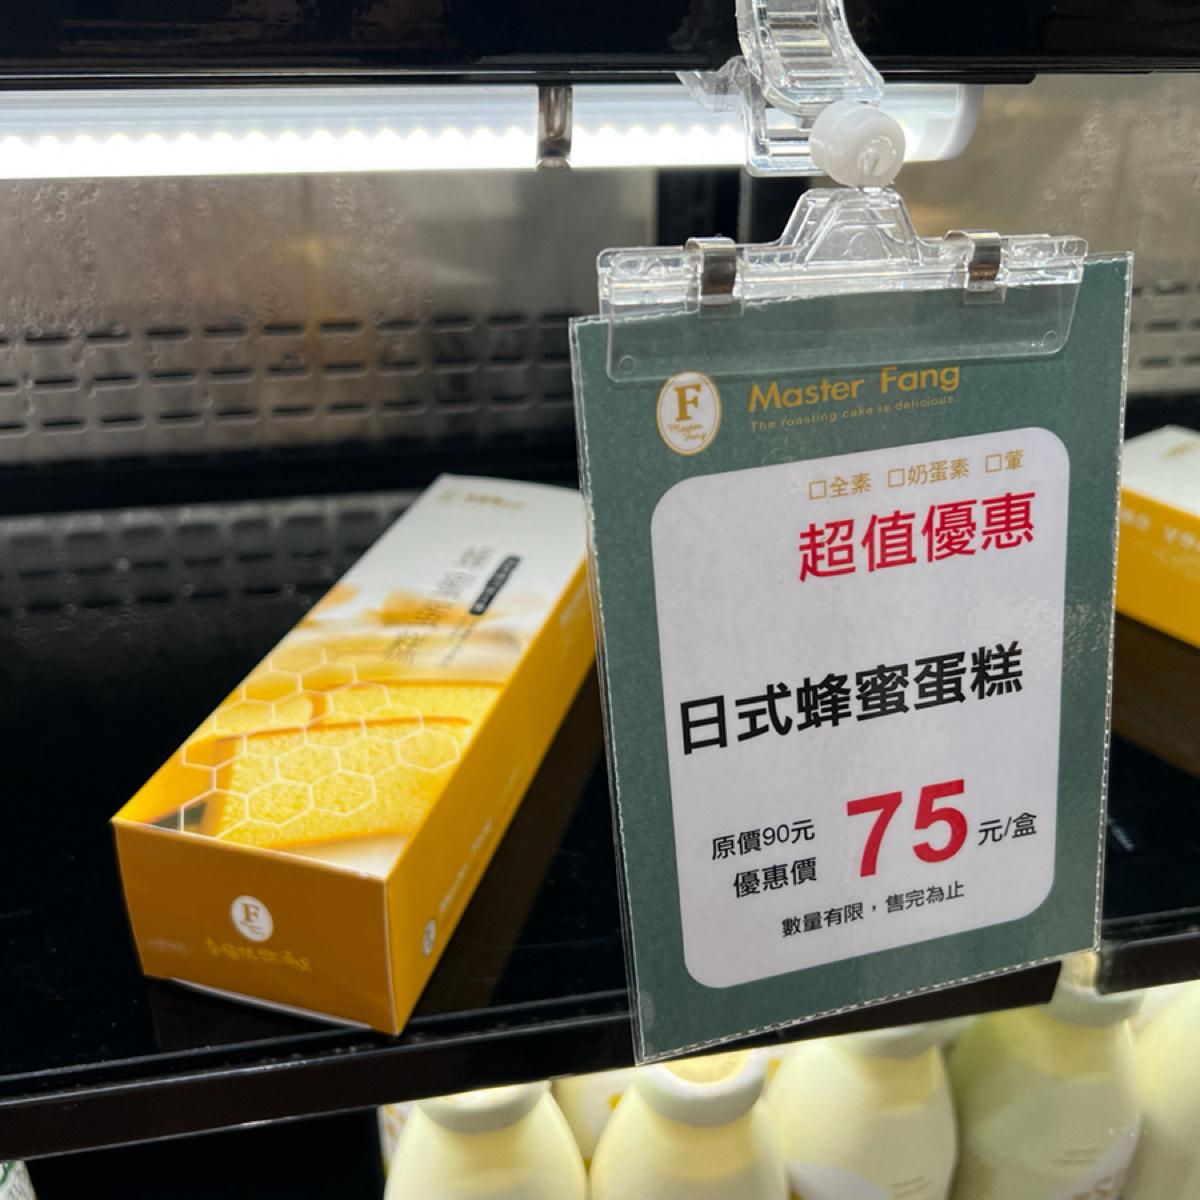 F
Master
Fang
Master Fang
The roasting cake is delicious.
□全素 □奶蛋素 □葷
超值優惠
日式蜂蜜蛋糕
原價90元
優惠價
75元/盒
數量有限，售完為止
蜂蜜蛋糕
F